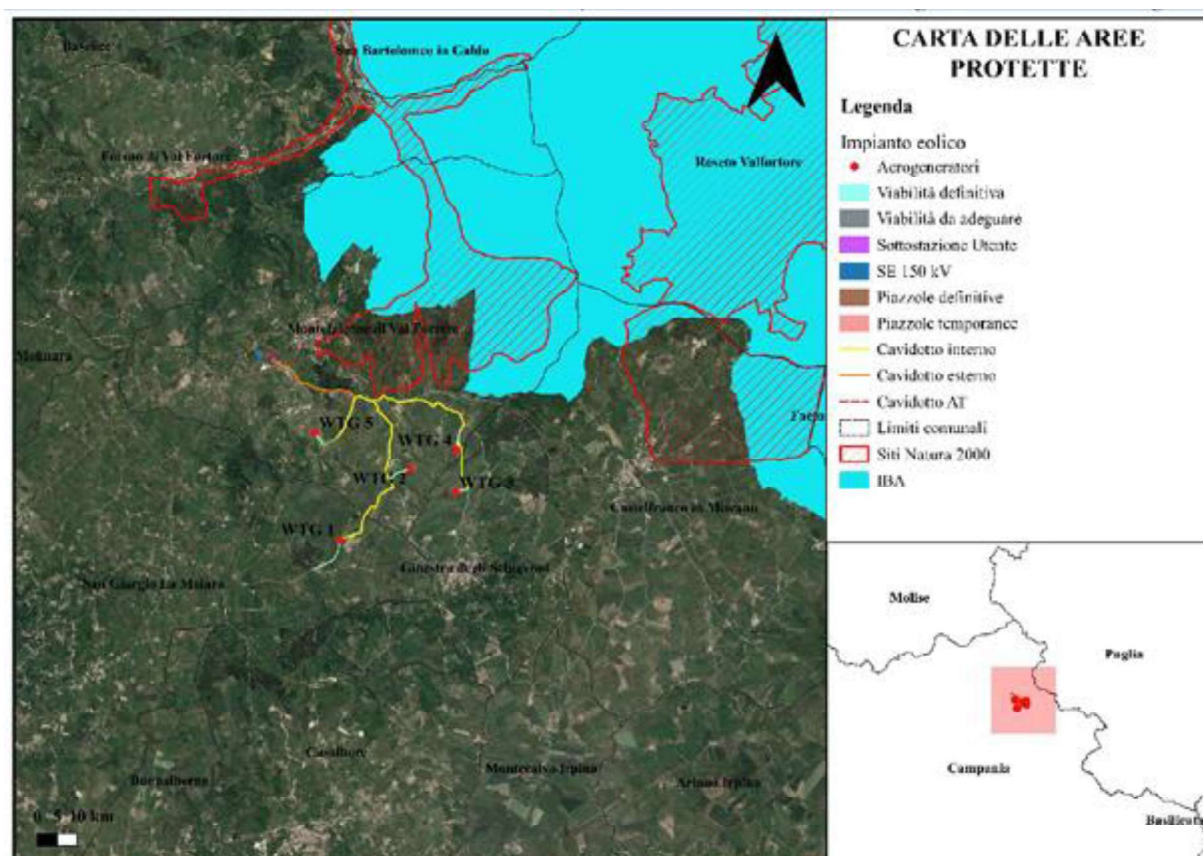 CARTA DELLE AREE
PROTETTE
Legenda
Impianto eolico
Aerogeneratori
Viabilità definitiva
Viabilità da adeguare
Sottostazione Utente
SE 150 kV
Piazzole definitive
Piazzole temporanee
Cavidotto interno
Cavidotto esterno
Cavidotto AT
Limiti comunali
Siti Natura 2000
IBA
Baselice
San Bartolomeo in Galdo
Foiano di Val Fortore
Roseto Valfortore
Montefalcone di Val Fortore
Molinara
Faeto
WTG 5
WTG 4
WTG 2
WTG 3
WTG 1
Castelfranco in Miscano
Ginestra degli Schiavoni
San Giorgio La Molara
Casalbore
Buonalbergo
Montecalvo Irpino
Ariano Irpino
0 5 10 km
Molise
Puglia
Campania
Basilicata